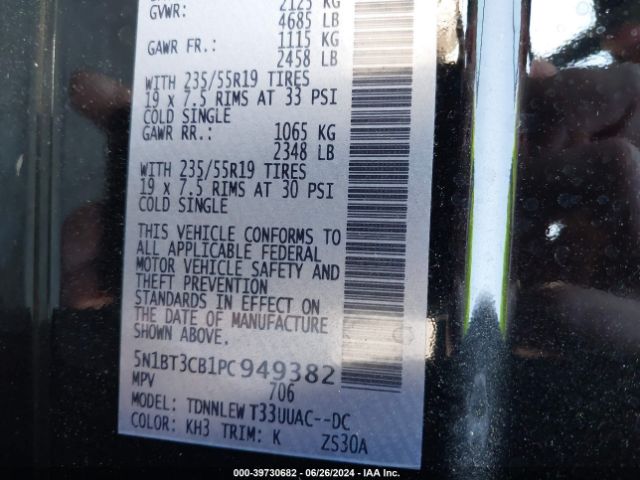 GVWR: 2125 KG
4685 LB
GAWR FR.: 1115 KG
2458 LB
WITH 235/55R19 TIRES
19 x 7.5 RIMS AT 33 PSI
COLD SINGLE
GAWR RR.: 1065 KG
2348 LB
WITH 235/55R19 TIRES
19 x 7.5 RIMS AT 30 PSI
COLD SINGLE
THIS VEHICLE CONFORMS TO
ALL APPLICABLE FEDERAL
MOTOR VEHICLE SAFETY AND
THEFT PREVENTION
STANDARDS IN EFFECT ON
THE DATE OF MANUFACTURE
SHOWN ABOVE.
5N1BT3CB1PC949382
MPV 706
MODEL: TDNNLEW T33UUAC--DC
COLOR: KH3 TRIM: K ZS30A
000-39730682 - 06/26/2024 - IAA Inc.